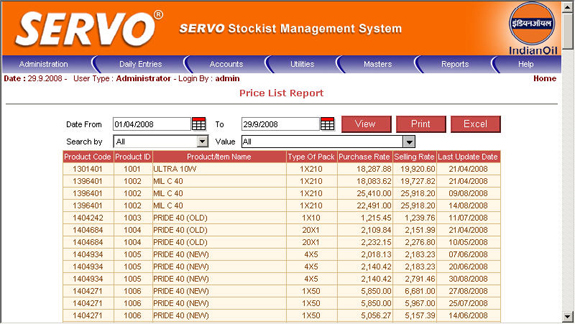 SERVO ®
SERVO Stockist Management System
इंडियनऑयल
IndianOil
Administration Daily Entries Accounts Utilities Masters Reports Help
Date : 29.9.2008 - User Type : Administrator - Login By : admin Home
Price List Report
Date From 01/04/2008 To 29/9/2008 View Print Excel
Search by All Value All
Product Code Product ID Product/Item Name Type Of Pack Purchase Rate Selling Rate Last Update Date
1301401 1001 ULTRA 10W 1X210 18,287.88 19,920.60 21/04/2008
1396401 1002 MIL C 40 1X210 18,083.62 19,727.82 21/04/2008
1396401 1002 MIL C 40 1X210 25,410.00 25,918.20 09/08/2008
1396401 1002 MIL C 40 1X210 22,491.00 25,918.20 14/08/2008
1404242 1003 PRIDE 40 (OLD) 1X10 1,215.45 1,239.76 11/07/2008
1404684 1004 PRIDE 40 (OLD) 20X1 2,109.84 2,151.99 21/04/2008
1404684 1004 PRIDE 40 (OLD) 20X1 2,232.15 2,276.80 10/05/2008
1404934 1005 PRIDE 40 (NEW) 4X5 2,018.13 2,183.23 07/06/2008
1404934 1005 PRIDE 40 (NEW) 4X5 2,140.42 2,183.23 20/06/2008
1404934 1005 PRIDE 40 (NEW) 4X5 2,140.42 2,791.46 30/08/2008
1404271 1006 PRIDE 40 (NEW) 1X50 5,850.00 6,681.00 27/08/2008
1404271 1006 PRIDE 40 (NEW) 1X50 5,850.00 5,967.00 25/07/2008
1404271 1006 PRIDE 40 (NEW) 1X50 5,056.27 5,157.39 14/06/2008